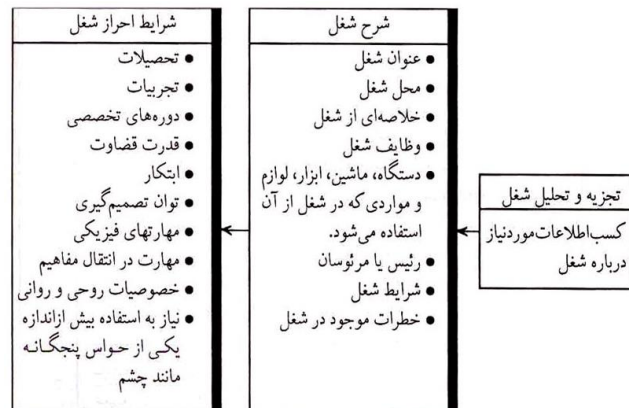 تجزیه و تحلیل شغل
کسب‌اطلاعات‌موردنیاز
درباره شغل
شرح شغل
● عنوان شغل
● محل شغل
● خلاصه‌ای از شغل
● وظایف شغل
● دستگاه، ماشین، ابزار، لوازم
و مواردی‌که در شغل از آن
استفاده می‌شود.
● رئیس یا مرئوسان
● شرایط شغل
● خطرات موجود در شغل
شرایط احراز شغل
● تحصیلات
● تجربیات
● دوره‌های تخصصی
● قدرت قضاوت
● ابتکار
● توان تصمیم‌گیری
● مهارتهای فیزیکی
● مهارت در انتقال مفاهیم
● خصوصیات روحی و روانی
● نیاز به استفاده بیش ازاندازه
یکی از حواس پنجگانه
مانند چشم